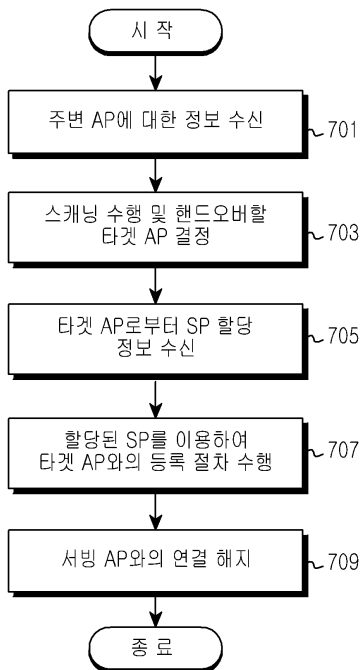 시 작
주변 AP에 대한 정보 수신
701
스캐닝 수행 및 핸드오버할
타겟 AP 결정
703
타겟 AP로부터 SP 할당
정보 수신
705
할당된 SP를 이용하여
타겟 AP와의 등록 절차 수행
707
서빙 AP와의 연결 해지
709
종 료